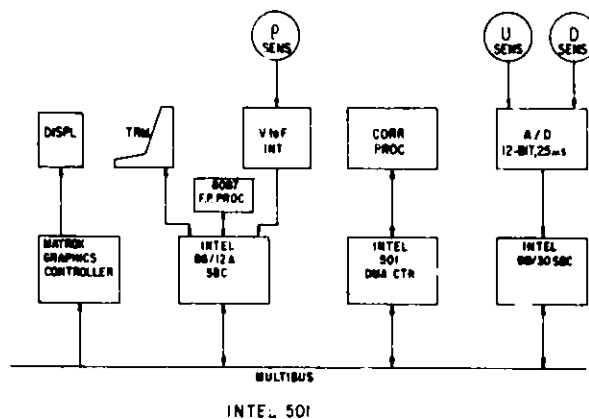 ρ
SENS
U
SENS
D
SENS
DISPL
TRM
V to F
INT
CORR
PROC
A / D
12-BIT, 25 ms
8087
F.P. PROC
MATROX
GRAPHICS
CONTROLLER
INTEL
86/12A
SBC
INTEL
501
DMA CTR
INTEL
88/30 SBC
MULTIBUS
INTEL 501